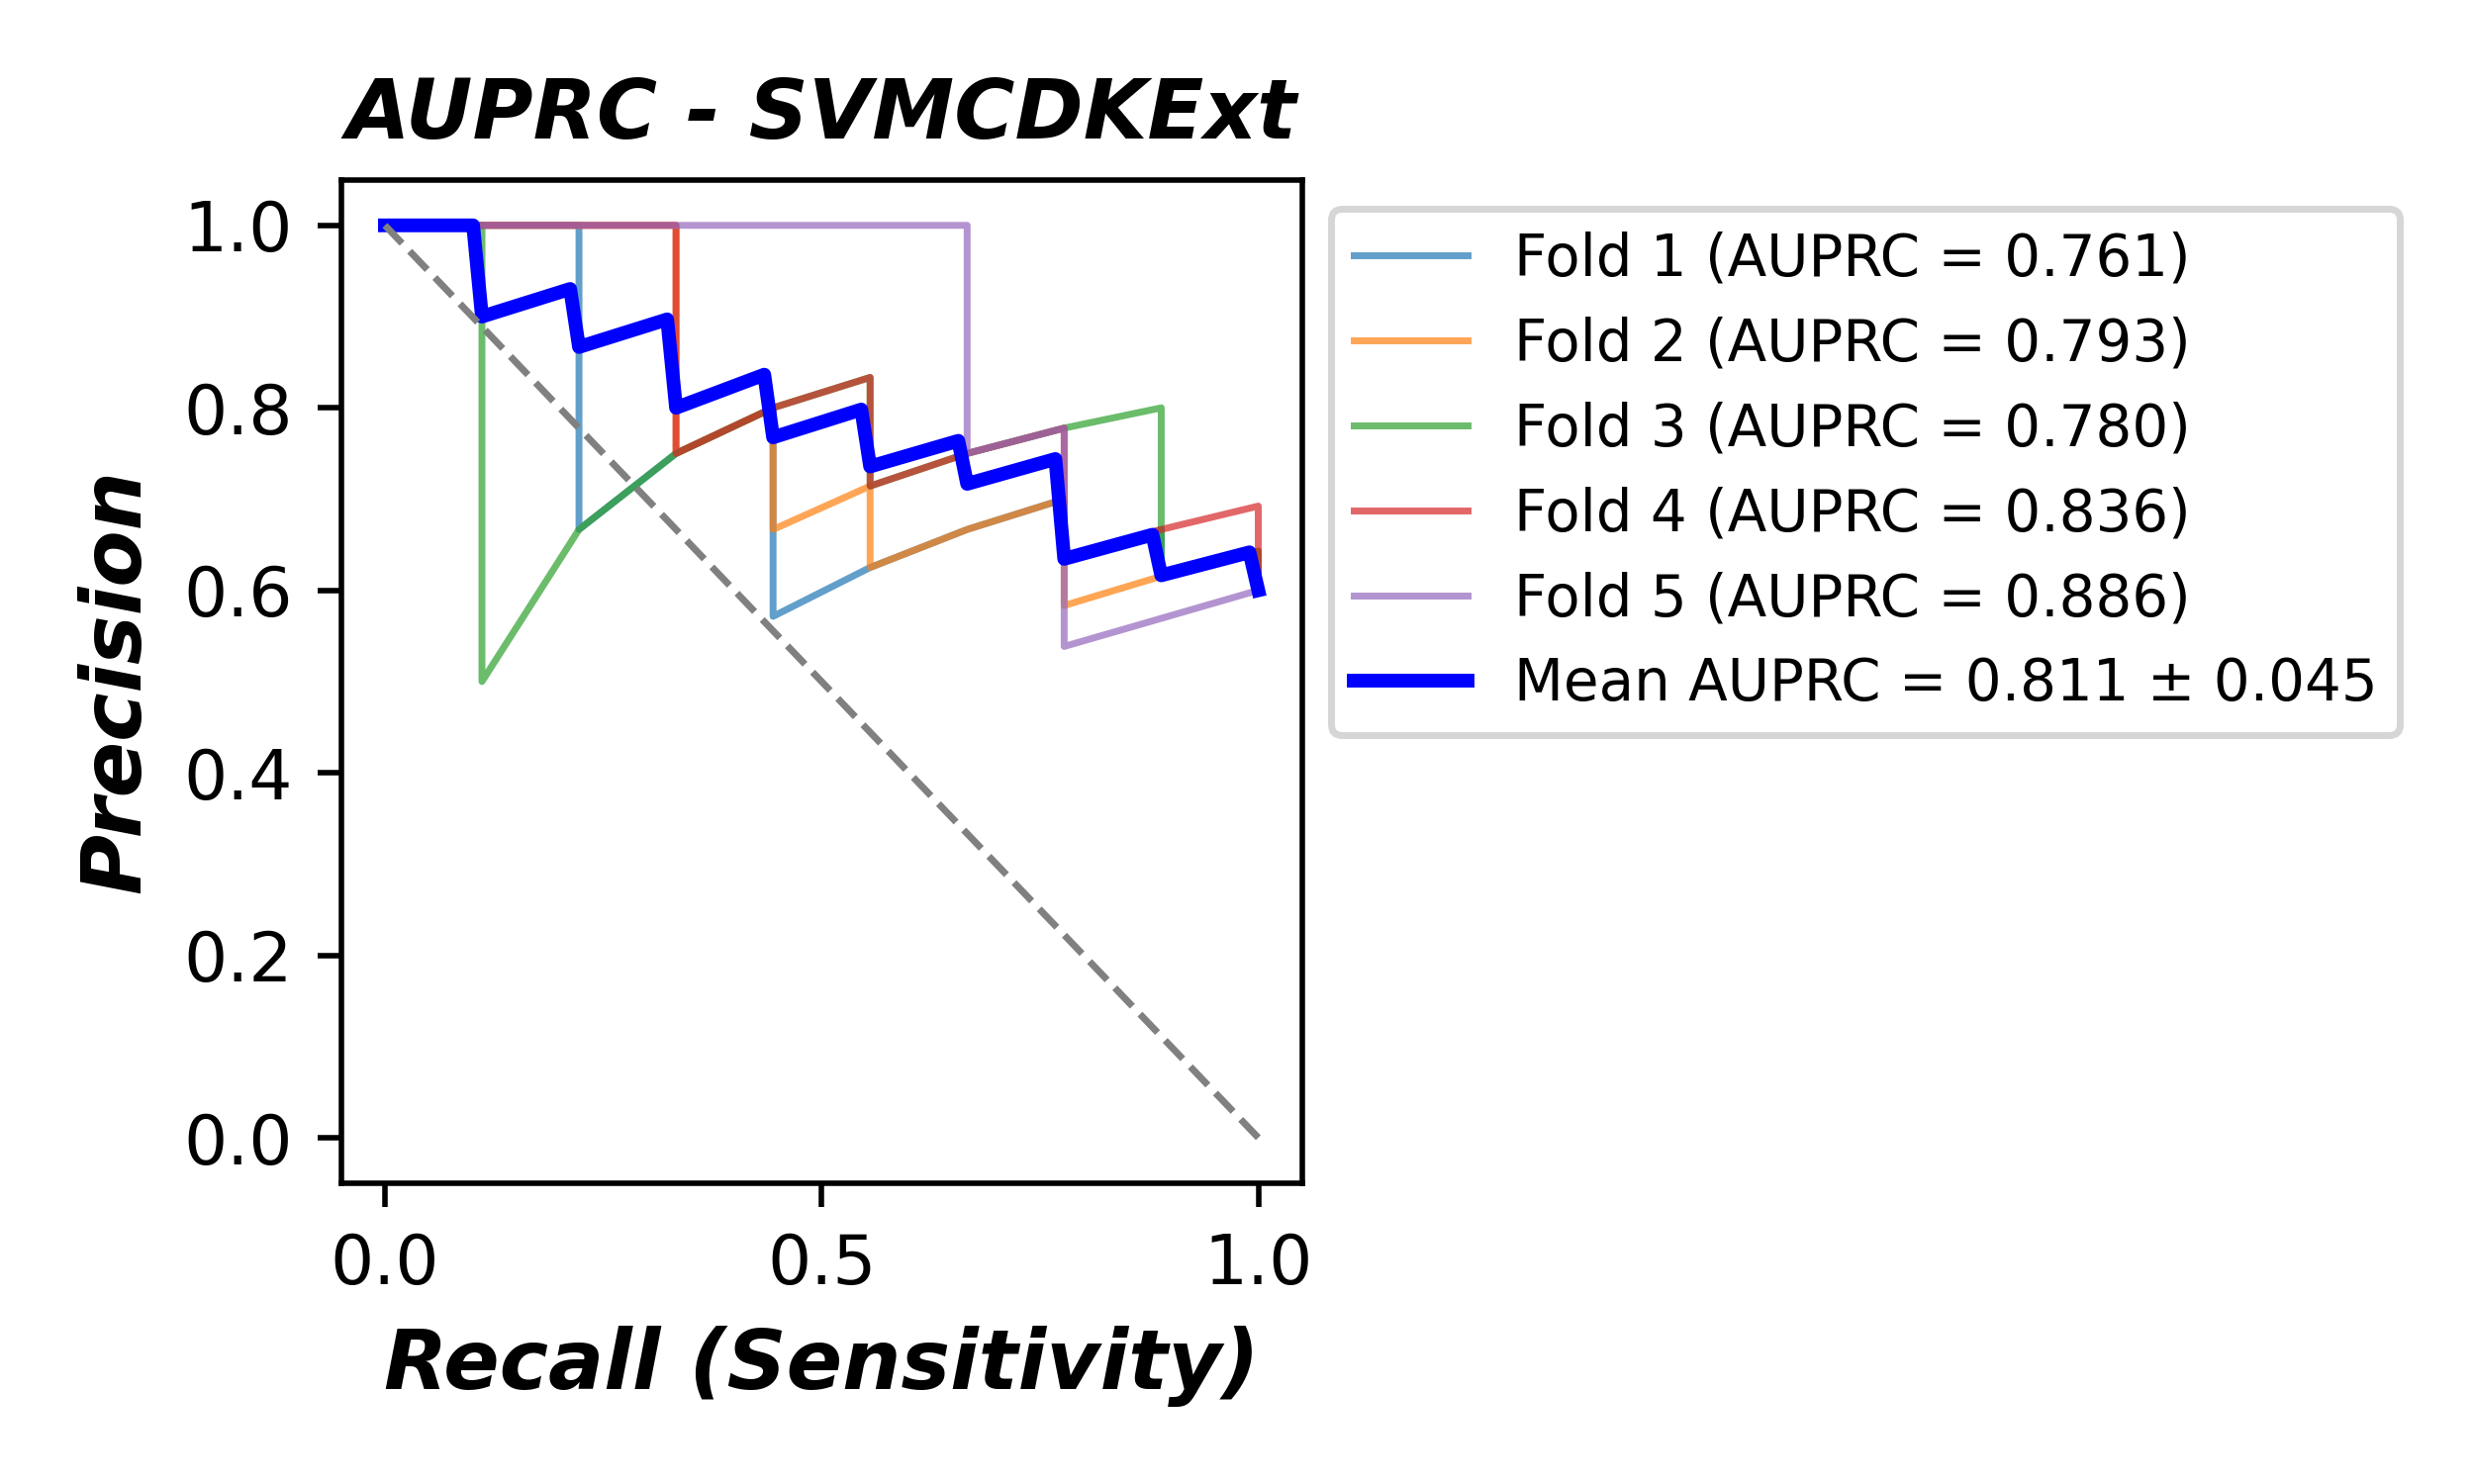 AUPRC - SVMCDKExt
Precision
1.0
0.8
0.6
0.4
0.2
0.0
0.0 0.5 1.0
Recall (Sensitivity)
Fold 1 (AUPRC = 0.761)
Fold 2 (AUPRC = 0.793)
Fold 3 (AUPRC = 0.780)
Fold 4 (AUPRC = 0.836)
Fold 5 (AUPRC = 0.886)
Mean AUPRC = 0.811 ± 0.045